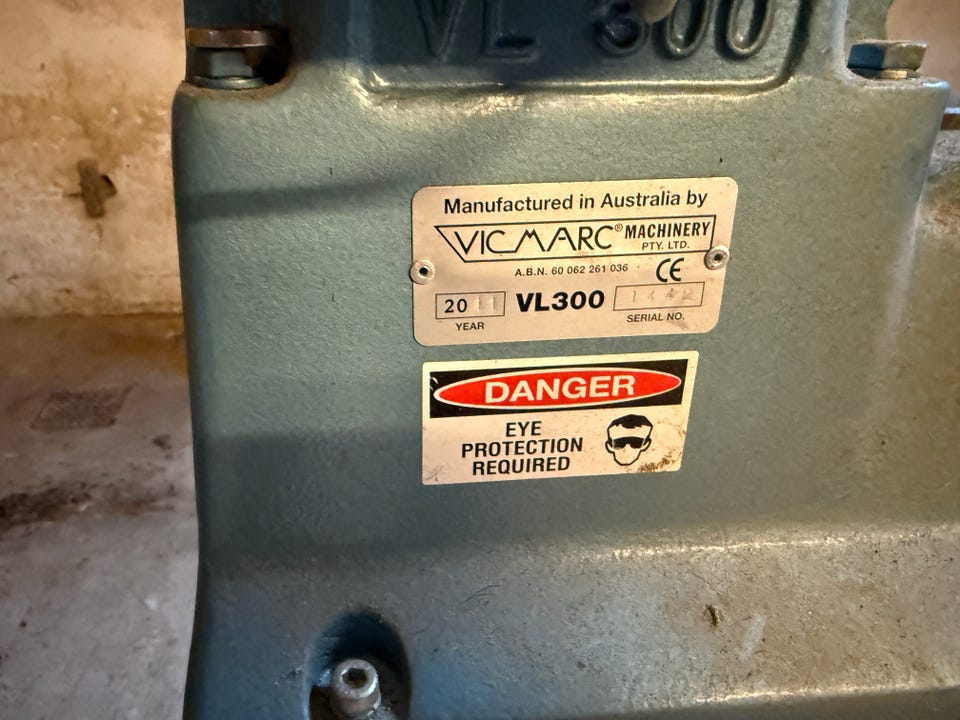 VL 300
Manufactured in Australia by
VICMARC® MACHINERY
PTY. LTD.
A.B.N. 60 062 261 036 CE
2011 VL300
YEAR SERIAL NO.
DANGER
EYE
PROTECTION
REQUIRED